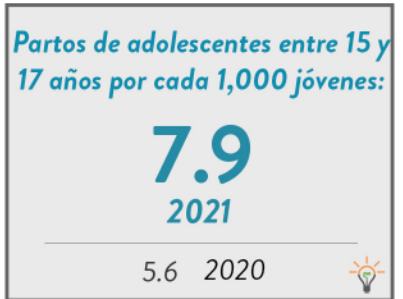 Partos de adolescentes entre 15 y
17 años por cada 1,000 jóvenes:
7.9
2021
5.6 2020